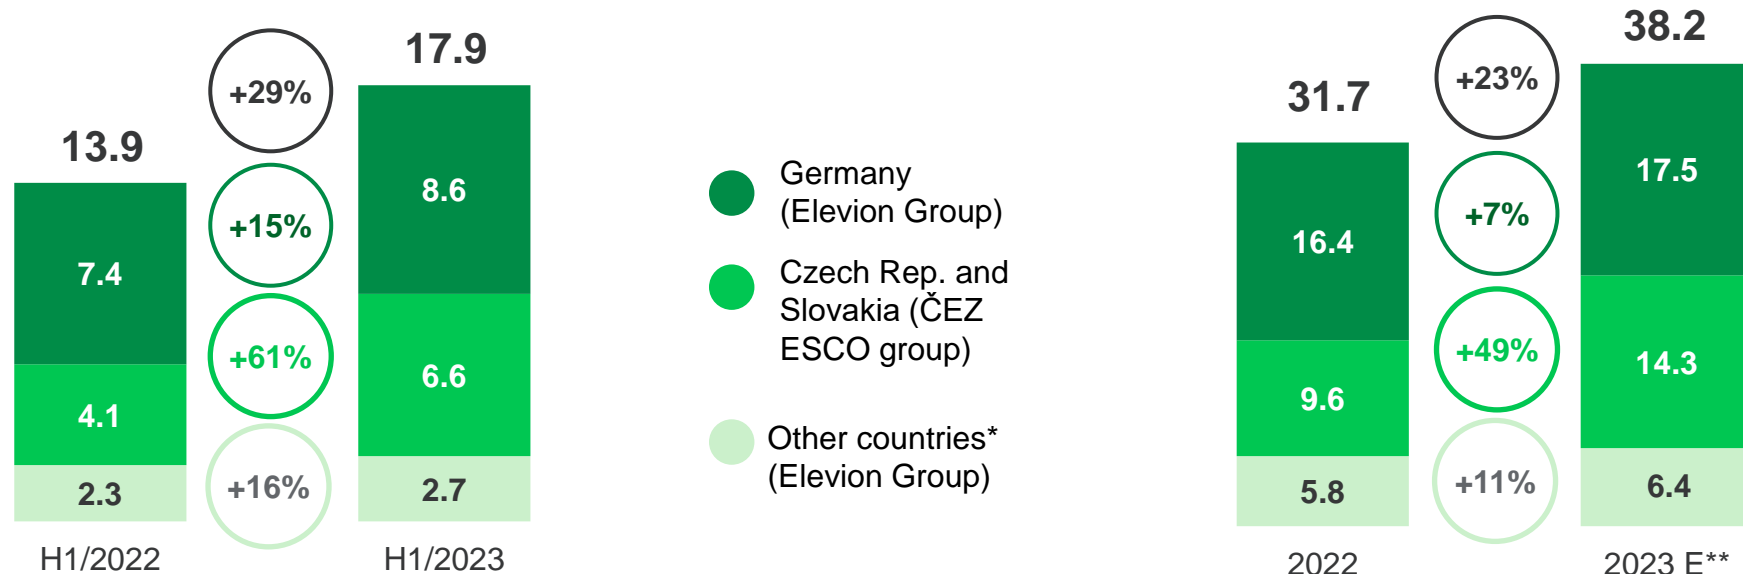 13.9
7.4
4.1
2.3
H1/2022
+29%
+15%
+61%
+16%
17.9
8.6
6.6
2.7
H1/2023
Germany
(Elevion Group)
Czech Rep. and
Slovakia (ČEZ
ESCO group)
Other countries*
(Elevion Group)
31.7
16.4
9.6
5.8
2022
+23%
+7%
+49%
+11%
38.2
17.5
14.3
6.4
2023 E**